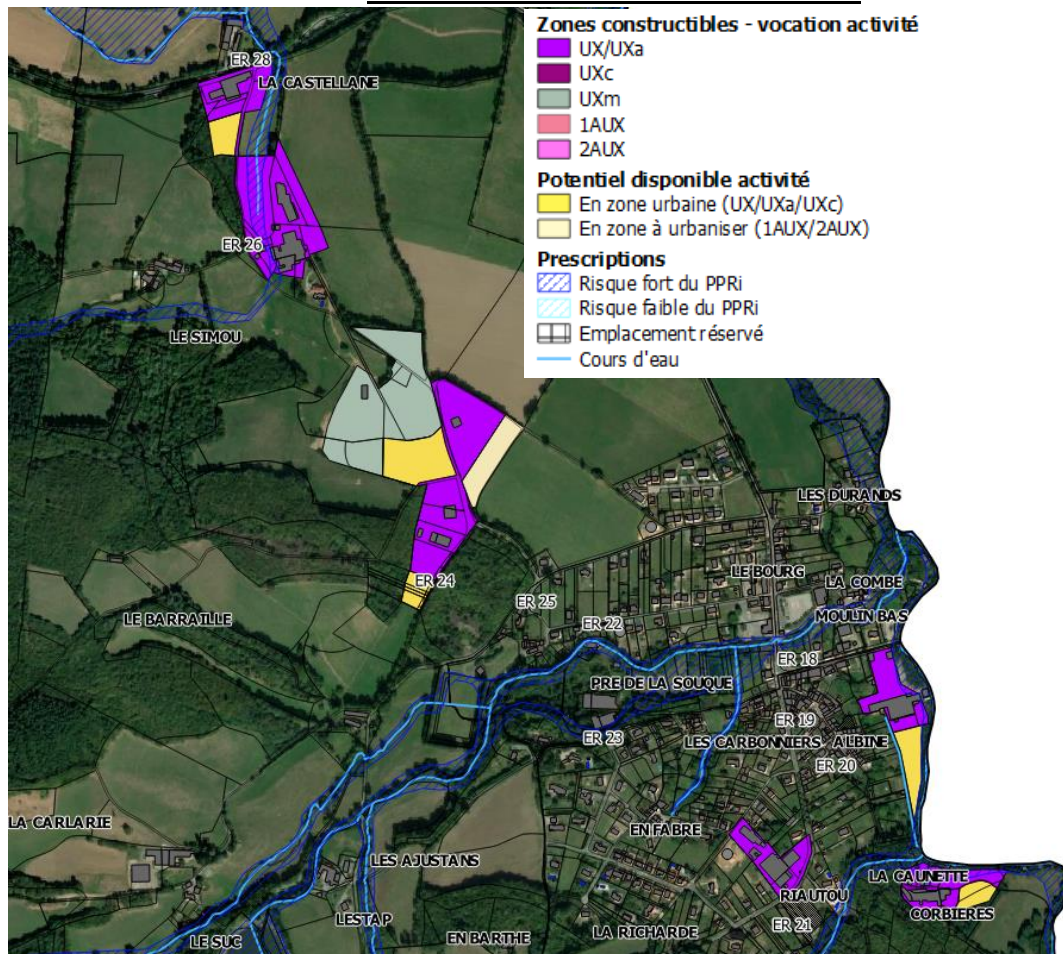 Zones constructibles - vocation activité
UX/UXa
UXc
UXm
1AUX
2AUX
Potentiel disponible activité
En zone urbaine (UX/UXa/UXc)
En zone à urbaniser (1AUX/2AUX)
Prescriptions
Risque fort du PPRi
Risque faible du PPRi
Emplacement réservé
Cours d'eau
ER 28
LA CASTELLANE
ER 26
LE SIMOU
LES DURANDS
LE BOURG
LA COMBE
ER 24
ER 25
MOULIN BAS
LE BARRAILLE
ER 22
ER 18
PRE DE LA SOUQUE
ER 19
ER 23
LES CARBONNIERS
ALBINE
ER 20
LA CARLARIE
EN FABRE
LES AJUSTANS
LA CAUNETTE
RIAUTOU
CORBIERES
LESTAP
ER 21
LA RICHARDE
EN BARTHE
LE SUC